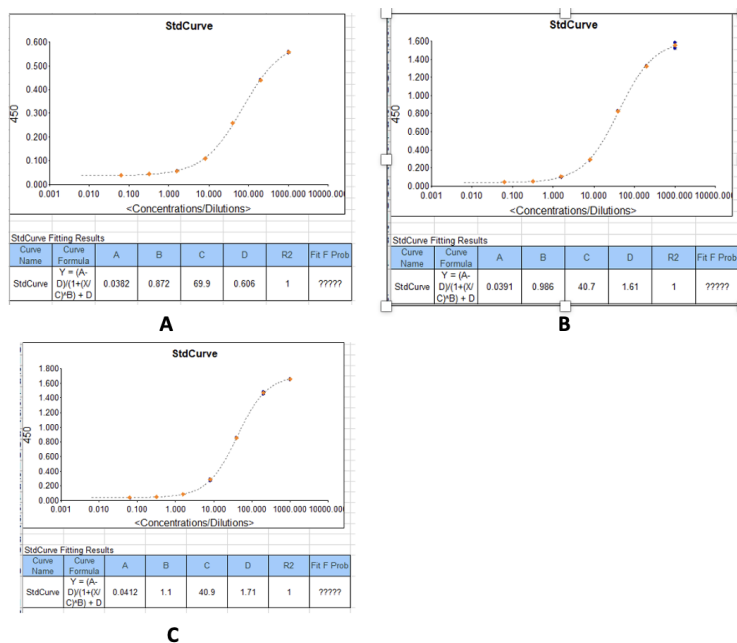 StdCurve
0.600
0.500
0.400
0.300
0.200
0.100
0.000
450
0.001 0.010 0.100 1.000 10.000 100.000 1000.000 10000.00
<Concentrations/Dilutions>
StdCurve Fitting Results
Curve Name Curve Formula A B C D R2 Fit F Prob
StdCurve Y = (A-
D)/(1+(X/
C)^B) + D
0.0382 0.872 69.9 0.606 1 ?????
A
StdCurve
1.600
1.400
1.200
1.000
0.800
0.600
0.400
0.200
0.000
450
0.001 0.010 0.100 1.000 10.000 100.000 1000.000 10000.00
<Concentrations/Dilutions>
StdCurve Fitting Results
Curve Name Curve Formula A B C D R2 Fit F Prob
StdCurve Y = (A-
D)/(1+(X/
C)^B) + D
0.0391 0.986 40.7 1.61 1 ?????
B
StdCurve
1.800
1.600
1.400
1.200
1.000
0.800
0.600
0.400
0.200
0.000
450
0.001 0.010 0.100 1.000 10.000 100.000 1000.000 10000.00
<Concentrations/Dilutions>
StdCurve Fitting Results
Curve Name Curve Formula A B C D R2 Fit F Prob
StdCurve Y = (A-
D)/(1+(X/
C)^B) + D
0.0412 1.1 40.9 1.71 1 ?????
C